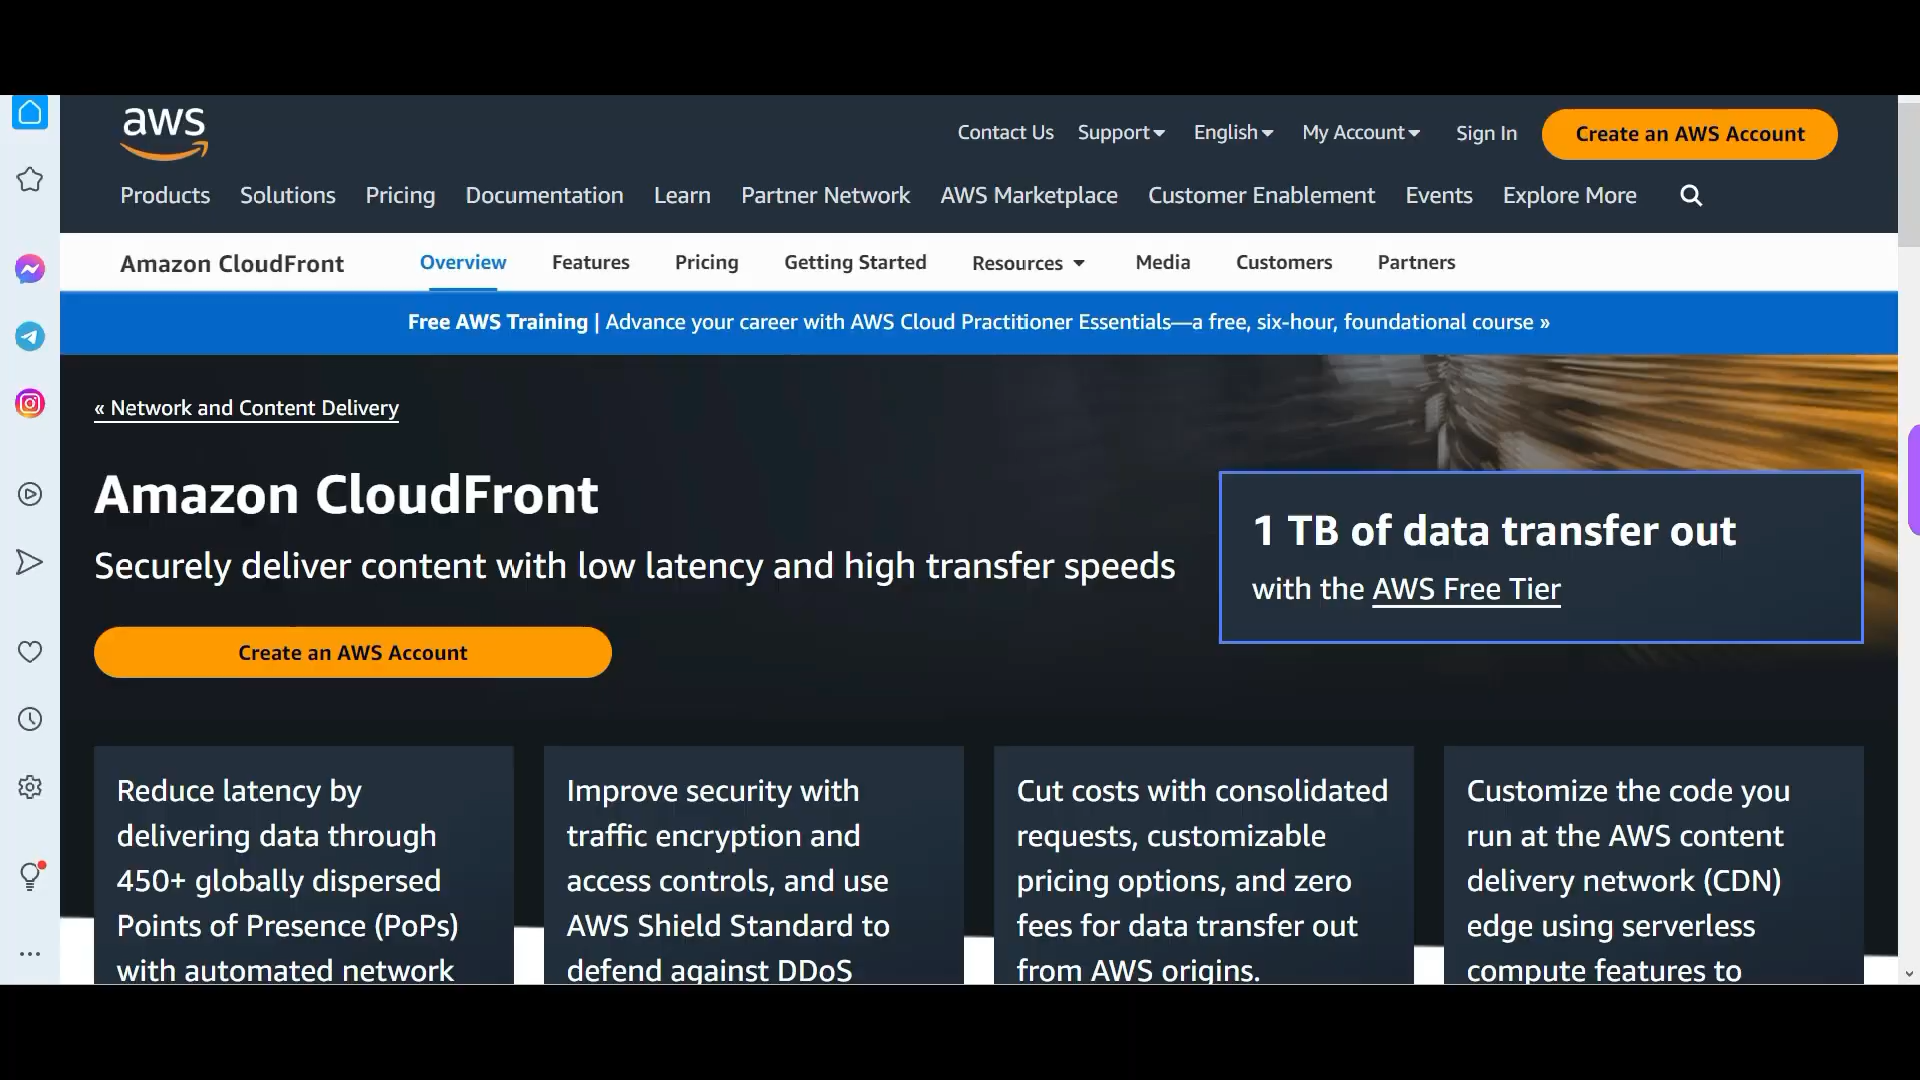 aws
Contact Us Support English My Account Sign In Create an AWS Account
Products Solutions Pricing Documentation Learn Partner Network AWS Marketplace Customer Enablement Events Explore More
Amazon CloudFront Overview Features Pricing Getting Started Resources Media Customers Partners
Free AWS Training | Advance your career with AWS Cloud Practitioner Essentials—a free, six-hour, foundational course »
« Network and Content Delivery
Amazon CloudFront
Securely deliver content with low latency and high transfer speeds
Create an AWS Account
1 TB of data transfer out
with the AWS Free Tier
Reduce latency by
delivering data through
450+ globally dispersed
Points of Presence (PoPs)
with automated network
Improve security with
traffic encryption and
access controls, and use
AWS Shield Standard to
defend against DDoS
Cut costs with consolidated
requests, customizable
pricing options, and zero
fees for data transfer out
from AWS origins.
Customize the code you
run at the AWS content
delivery network (CDN)
edge using serverless
compute features to